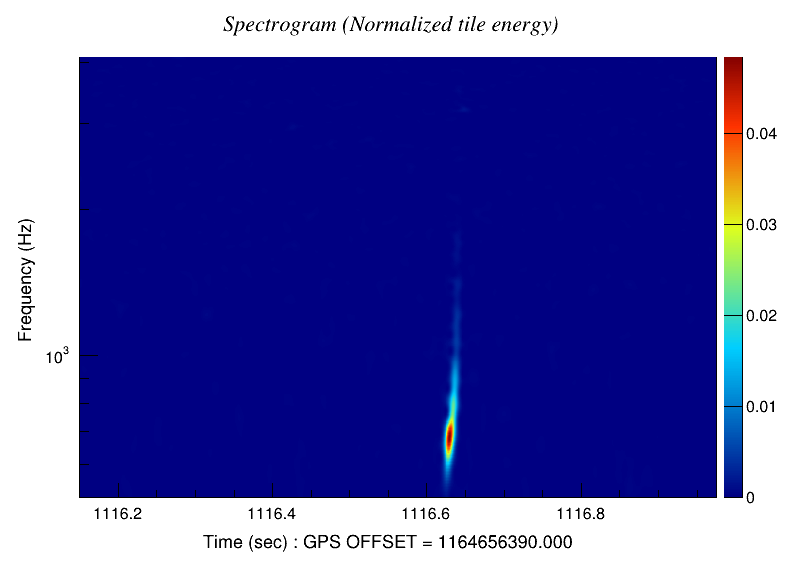 Spectrogram (Normalized tile energy)
Frequency (Hz)
10³
0.04
0.03
0.02
0.01
0
1116.2 1116.4 1116.6 1116.8
Time (sec) : GPS OFFSET = 1164656390.000